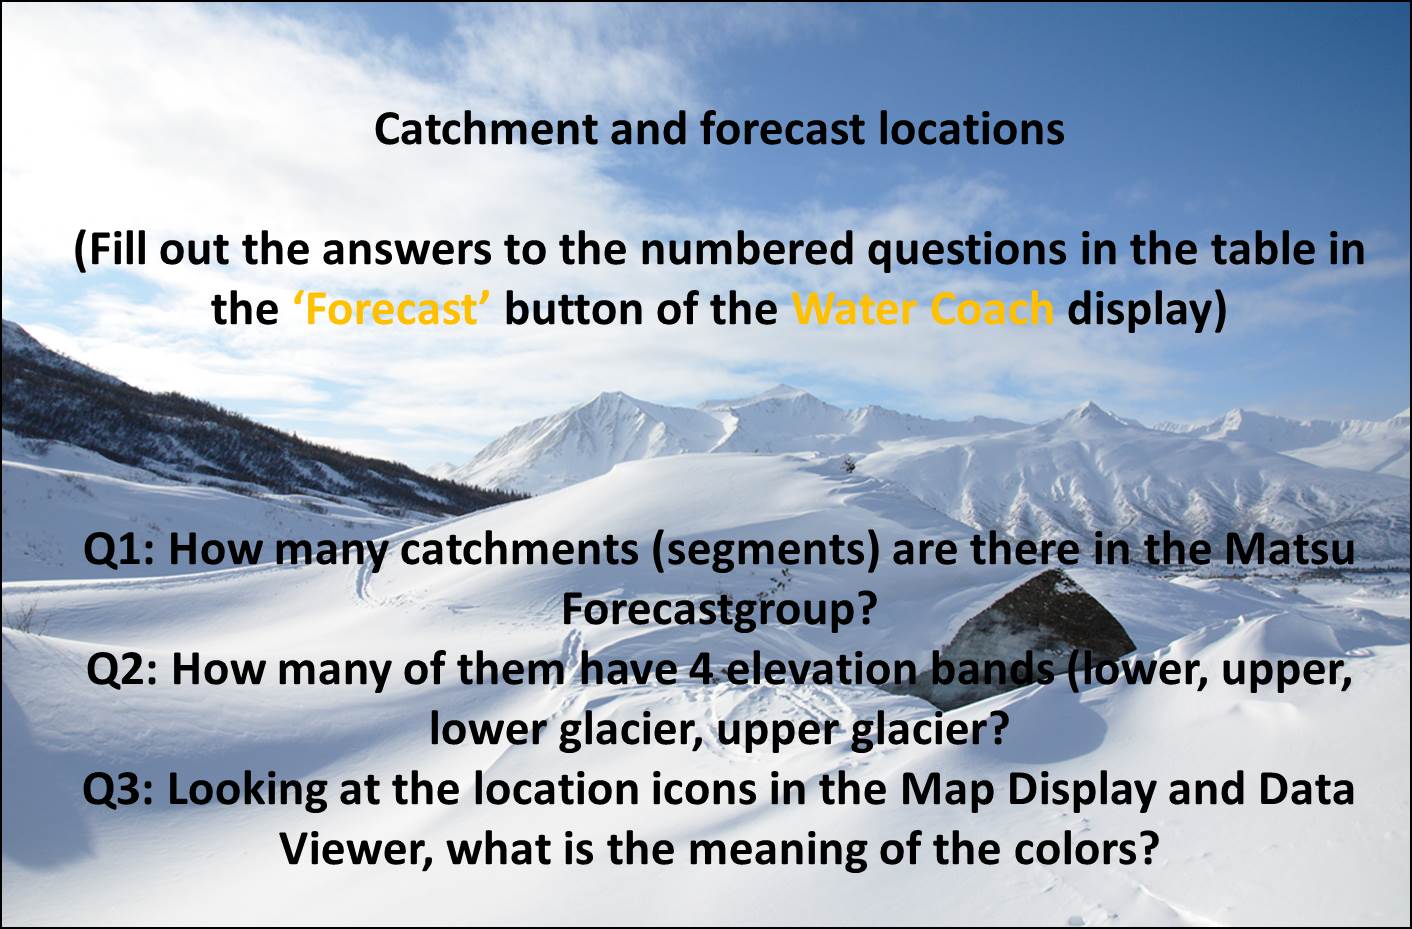 Catchment and forecast locations
(Fill out the answers to the numbered questions in the table in
the ‘Forecast’ button of the Water Coach display)
Q1: How many catchments (segments) are there in the Matsu
Forecastgroup?
Q2: How many of them have 4 elevation bands (lower, upper,
lower glacier, upper glacier?
Q3: Looking at the location icons in the Map Display and Data
Viewer, what is the meaning of the colors?